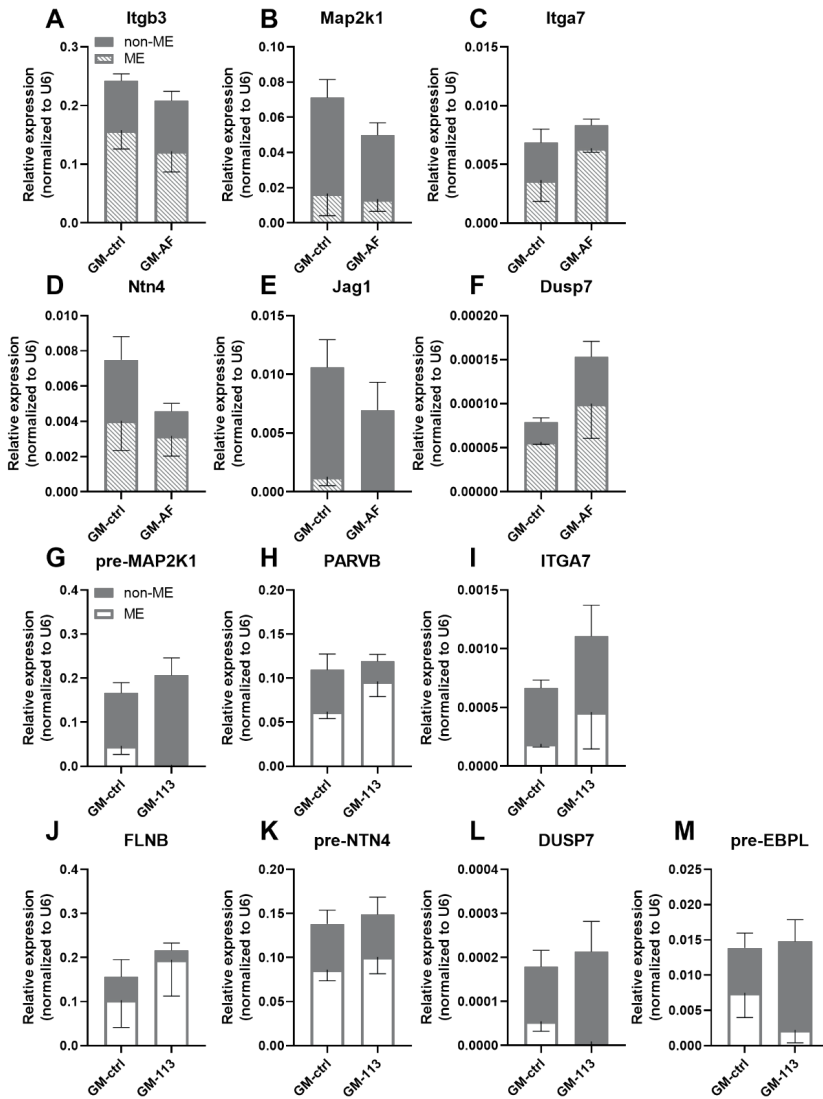 A Itgb3
B Map2k1
C Itga7
Relative expression
(normalized to U6)
0.3
0.2
0.1
0.0
non-ME
ME
GM-ctrl
GM-AF
Relative expression
(normalized to U6)
0.10
0.08
0.06
0.04
0.02
0.00
GM-ctrl
GM-AF
Relative expression
(normalized to U6)
0.015
0.010
0.005
0.000
GM-ctrl
GM-AF
D Ntn4
E Jag1
F Dusp7
Relative expression
(normalized to U6)
0.010
0.008
0.006
0.004
0.002
0.000
GM-ctrl
GM-AF
Relative expression
(normalized to U6)
0.015
0.010
0.005
0.000
GM-ctrl
GM-AF
Relative expression
(normalized to U6)
0.00020
0.00015
0.00010
0.00005
0.00000
GM-ctrl
GM-AF
G pre-MAP2K1
H PARVB
I ITGA7
Relative expression
(normalized to U6)
0.4
0.3
0.2
0.1
0.0
non-ME
ME
GM-ctrl
GM-113
Relative expression
(normalized to U6)
0.20
0.15
0.10
0.05
0.00
GM-ctrl
GM-113
Relative expression
(normalized to U6)
0.0015
0.0010
0.0005
0.0000
GM-ctrl
GM-113
J FLNB
K pre-NTN4
L DUSP7
M pre-EBPL
Relative expression
(normalized to U6)
0.4
0.3
0.2
0.1
0.0
GM-ctrl
GM-113
Relative expression
(normalized to U6)
0.20
0.15
0.10
0.05
0.00
GM-ctrl
GM-113
Relative expression
(normalized to U6)
0.0004
0.0003
0.0002
0.0001
0.0000
GM-ctrl
GM-113
Relative expression
(normalized to U6)
0.025
0.020
0.015
0.010
0.005
0.000
GM-ctrl
GM-113